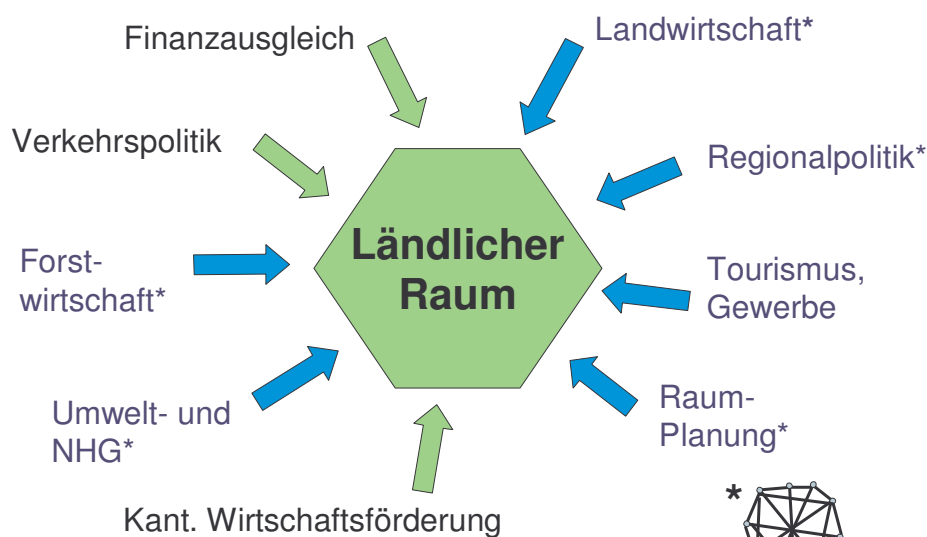 Finanzausgleich
Landwirtschaft*
Verkehrspolitik
Regionalpolitik*
Ländlicher
Raum
Forst-
wirtschaft*
Tourismus,
Gewerbe
Umwelt- und
NHG*
Raum-
Planung*
Kant. Wirtschaftsförderung
*